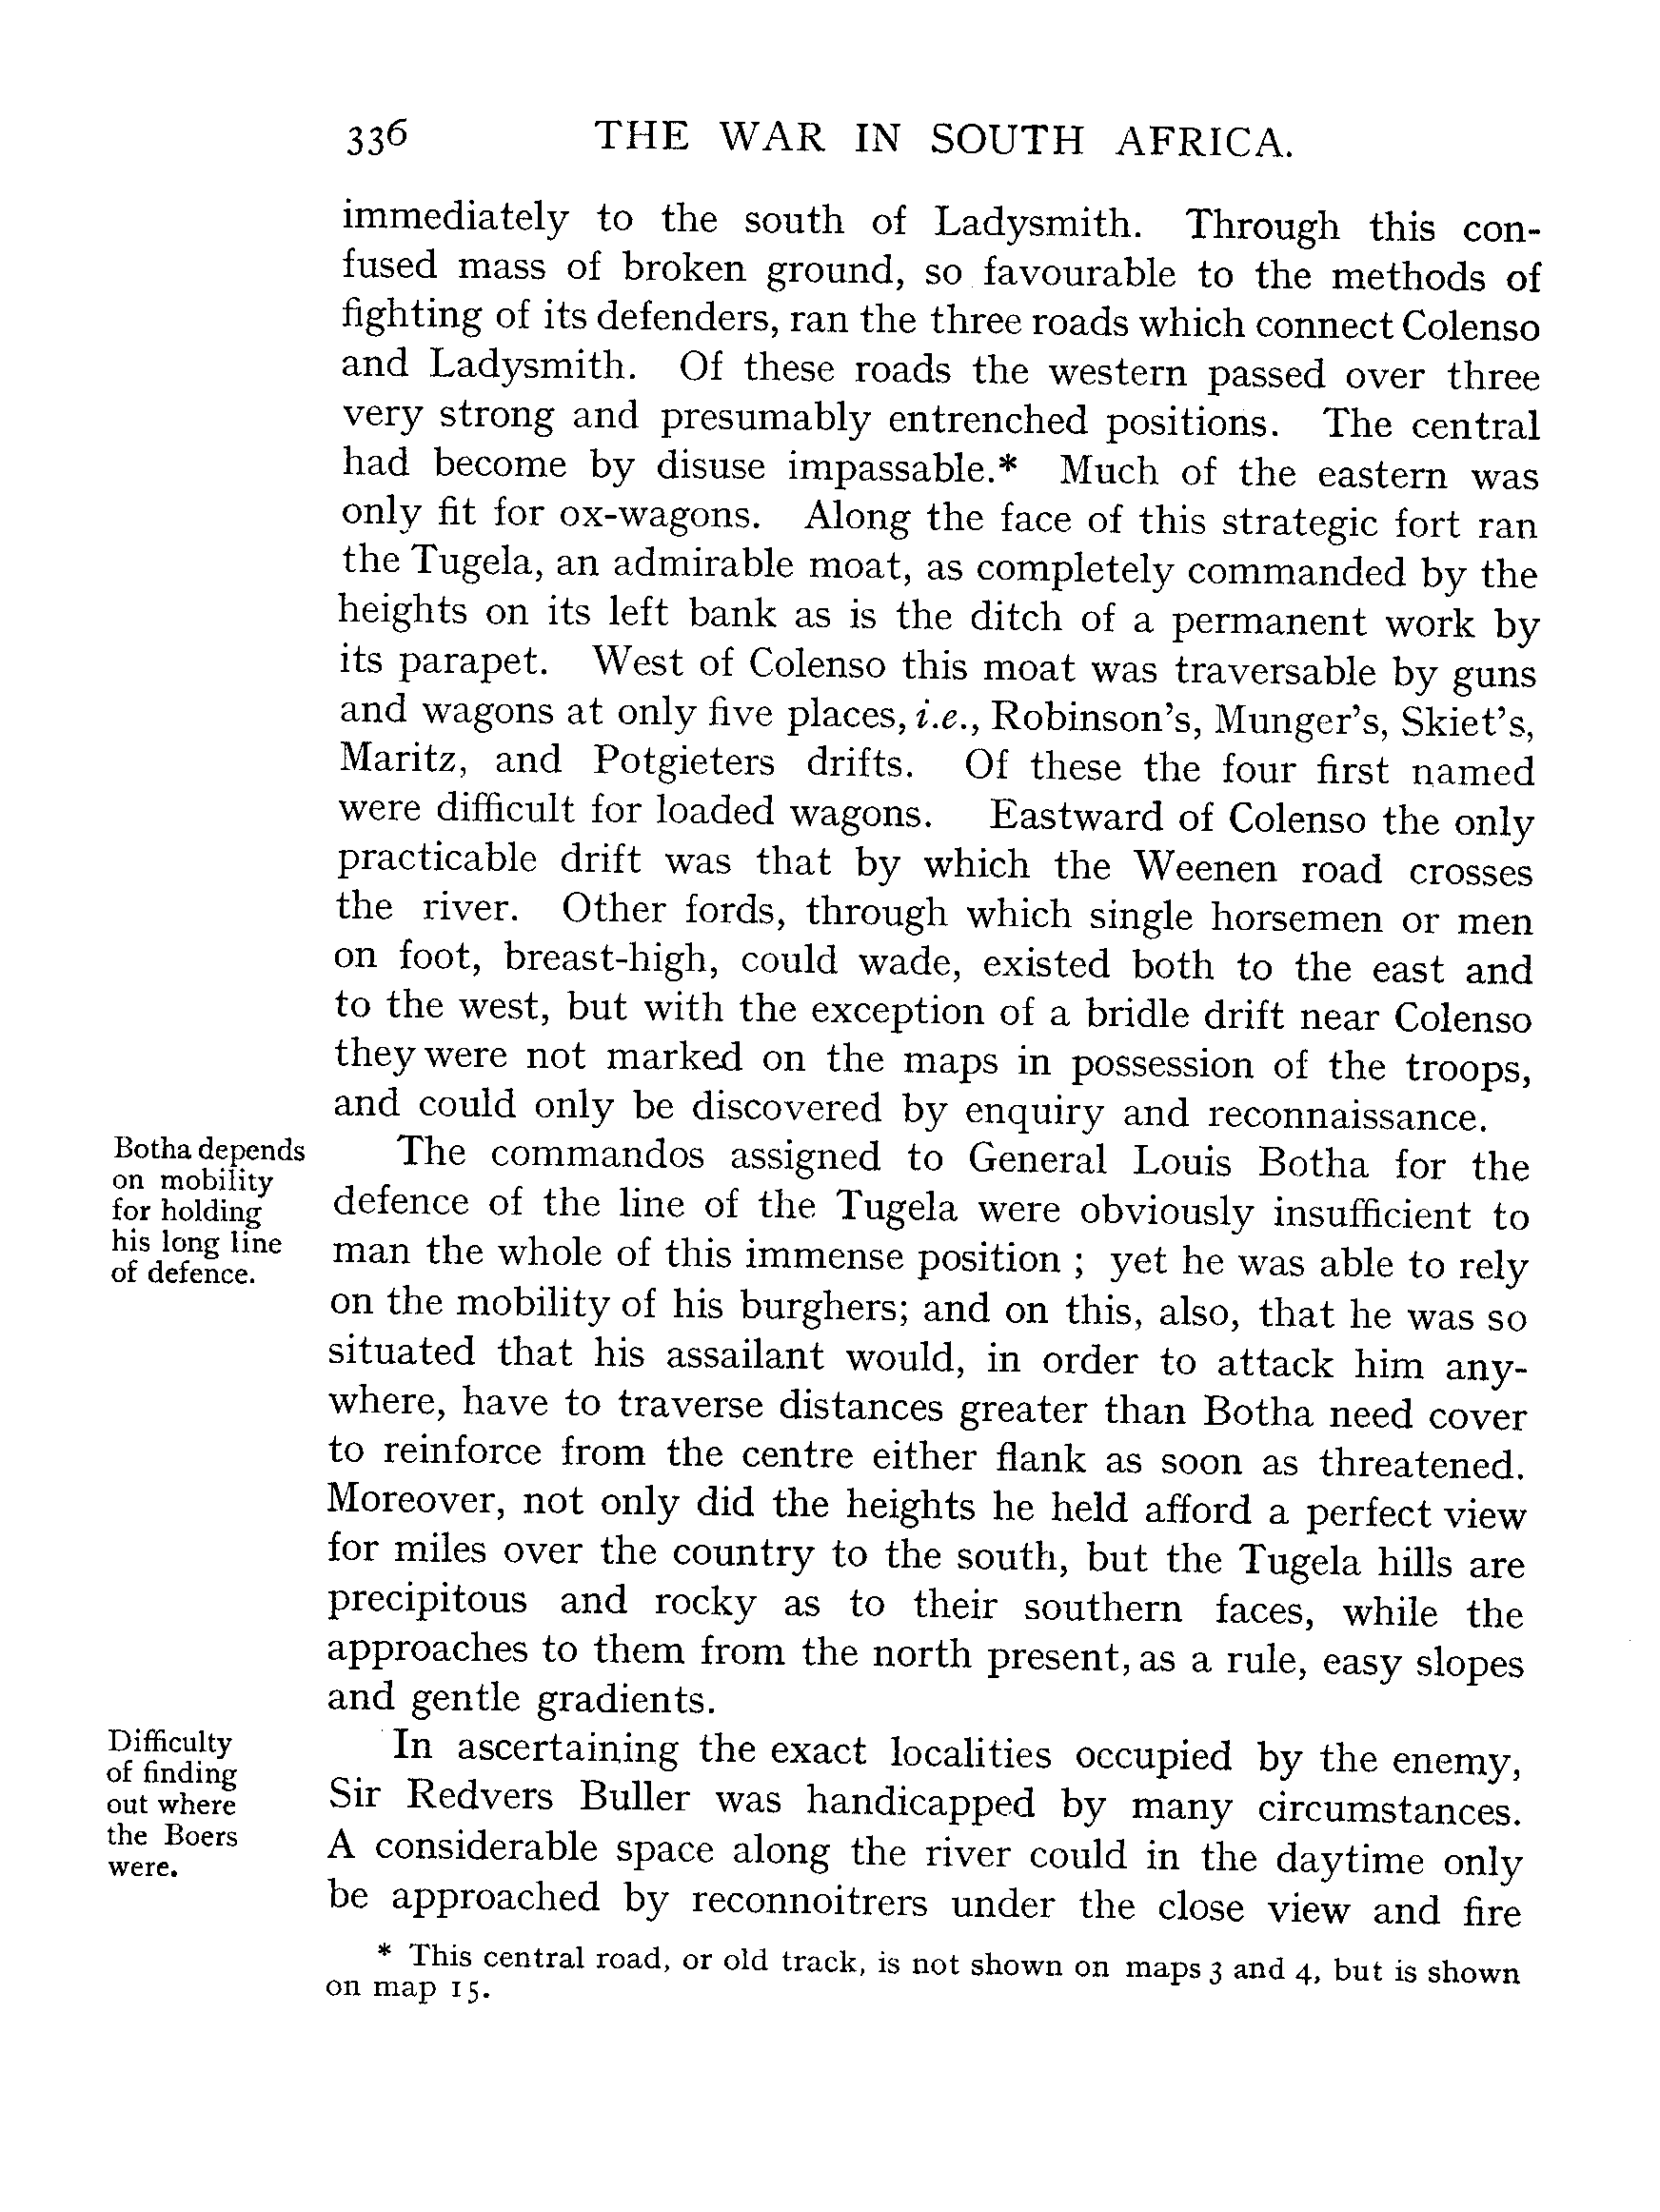 336 THE WAR IN SOUTH AFRICA.
immediately to the south of Ladysmith. Through this con-
fused mass of broken ground, so favourable to the methods of
fighting of its defenders, ran the three roads which connect Colenso
and Ladysmith. Of these roads the western passed over three
very strong and presumably entrenched positions. The central
had become by disuse impassable.* Much of the eastern was
only fit for ox-wagons. Along the face of this strategic fort ran
the Tugela, an admirable moat, as completely commanded by the
heights on its left bank as is the ditch of a permanent work by
its parapet. West of Colenso this moat was traversable by guns
and wagons at only five places, i.e., Robinson's, Munger's, Skiet's,
Maritz, and Potgieters drifts. Of these the four first named
were difficult for loaded wagons. Eastward of Colenso the only
practicable drift was that by which the Weenen road crosses
the river. Other fords, through which single horsemen or men
on foot, breast-high, could wade, existed both to the east and
to the west, but with the exception of a bridle drift near Colenso
they were not marked on the maps in possession of the troops,
and could only be discovered by enquiry and reconnaissance.
Botha depends
on mobility
for holding
his long line
of defence.
The commandos assigned to General Louis Botha for the
defence of the line of the Tugela were obviously insufficient to
man the whole of this immense position ; yet he was able to rely
on the mobility of his burghers; and on this, also, that he was so
situated that his assailant would, in order to attack him any-
where, have to traverse distances greater than Botha need cover
to reinforce from the centre either flank as soon as threatened.
Moreover, not only did the heights he held afford a perfect view
for miles over the country to the south, but the Tugela hills are
precipitous and rocky as to their southern faces, while the
approaches to them from the north present, as a rule, easy slopes
and gentle gradients.
Difficulty
of finding
out where
the Boers
were.
In ascertaining the exact localities occupied by the enemy,
Sir Redvers Buller was handicapped by many circumstances.
A considerable space along the river could in the daytime only
be approached by reconnoitrers under the close view and fire
* This central road, or old track, is not shown on maps 3 and 4, but is shown
on map 15.